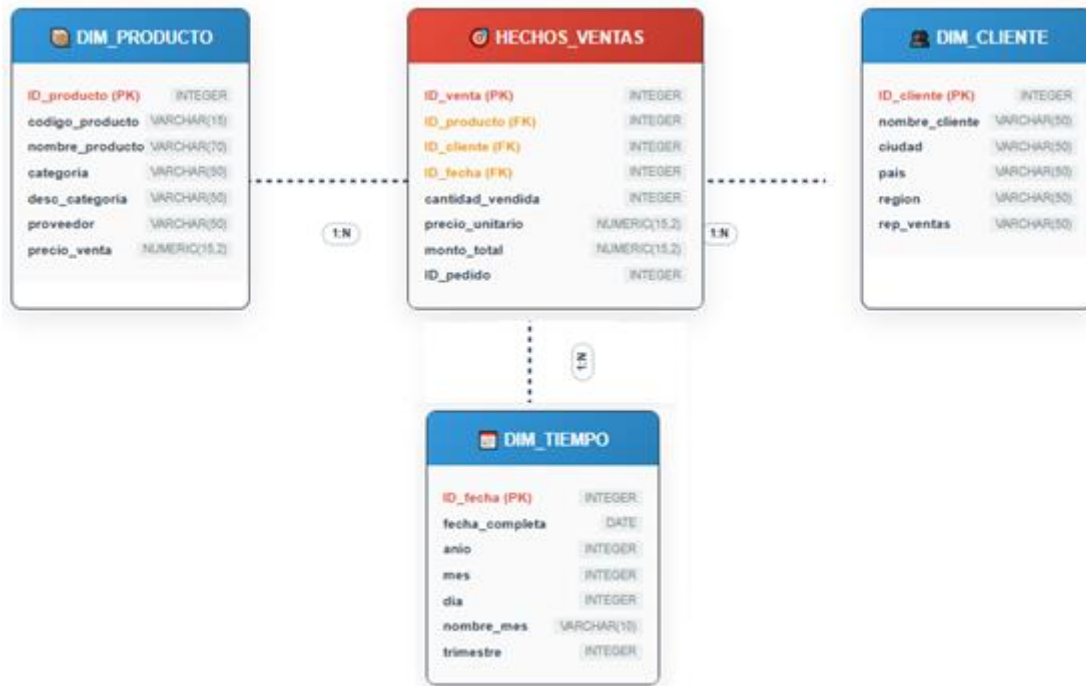 DIM_PRODUCTO
ID_producto (PK) INTEGER
codigo_producto VARCHAR(15)
nombre_producto VARCHAR(70)
categoria VARCHAR(50)
desc_categoria VARCHAR(50)
proveedor VARCHAR(50)
precio_venta NUMERIC(15,2)
1:N
HECHOS_VENTAS
ID_venta (PK) INTEGER
ID_producto (FK) INTEGER
ID_cliente (FK) INTEGER
ID_fecha (FK) INTEGER
cantidad_vendida INTEGER
precio_unitario NUMERIC(15,2)
monto_total NUMERIC(15,2)
ID_pedido INTEGER
1:N
DIM_CLIENTE
ID_cliente (PK) INTEGER
nombre_cliente VARCHAR(50)
ciudad VARCHAR(50)
pais VARCHAR(50)
region VARCHAR(50)
rep_ventas VARCHAR(50)
1:N
DIM_TIEMPO
ID_fecha (PK) INTEGER
fecha_completa DATE
anio INTEGER
mes INTEGER
dia INTEGER
nombre_mes VARCHAR(10)
trimestre INTEGER